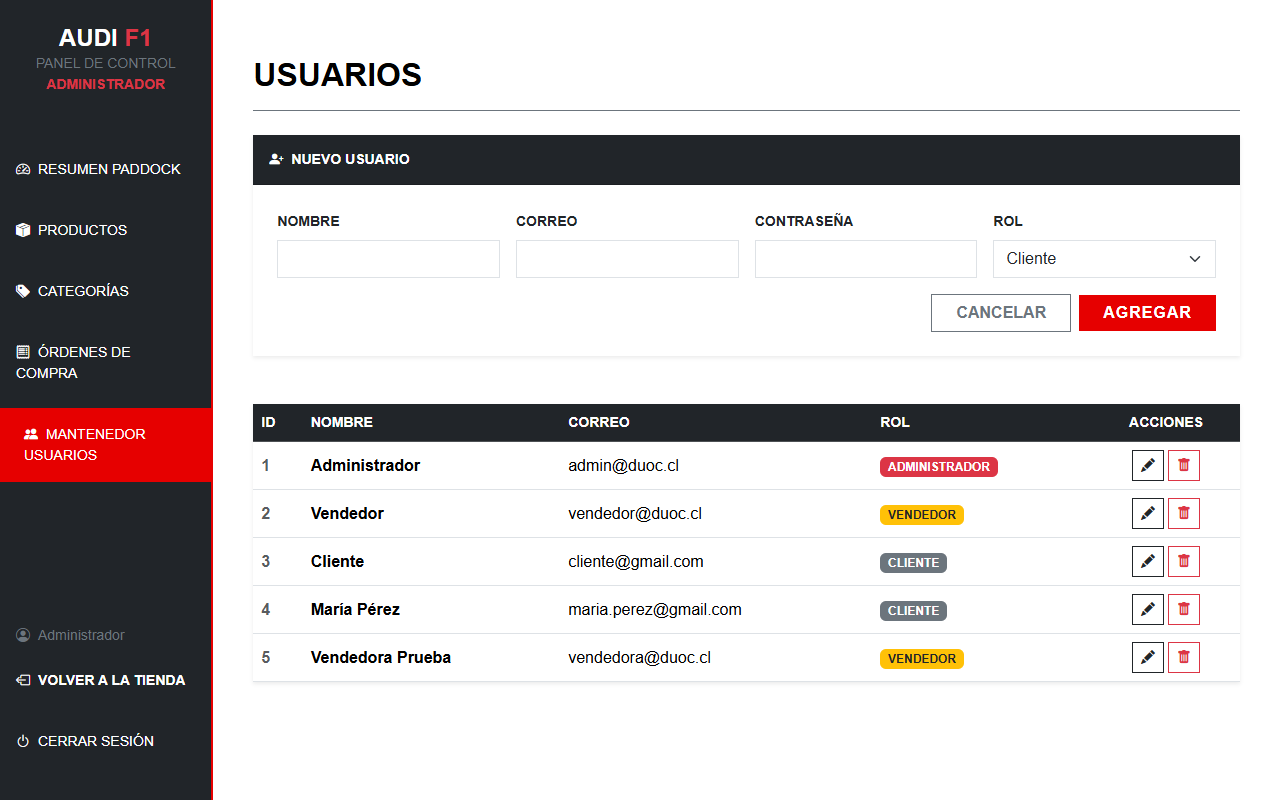 AUDI F1
PANEL DE CONTROL
ADMINISTRADOR
RESUMEN PADDOCK
PRODUCTOS
CATEGORÍAS
ÓRDENES DE
COMPRA
MANTENEDOR
USUARIOS
Administrador
VOLVER A LA TIENDA
CERRAR SESIÓN
USUARIOS
NUEVO USUARIO
NOMBRE CORREO CONTRASEÑA ROL
Cliente
CANCELAR AGREGAR
ID NOMBRE CORREO ROL ACCIONES
1 Administrador admin@duoc.cl ADMINISTRADOR
2 Vendedor vendedor@duoc.cl VENDEDOR
3 Cliente cliente@gmail.com CLIENTE
4 María Pérez maria.perez@gmail.com CLIENTE
5 Vendedora Prueba vendedora@duoc.cl VENDEDOR